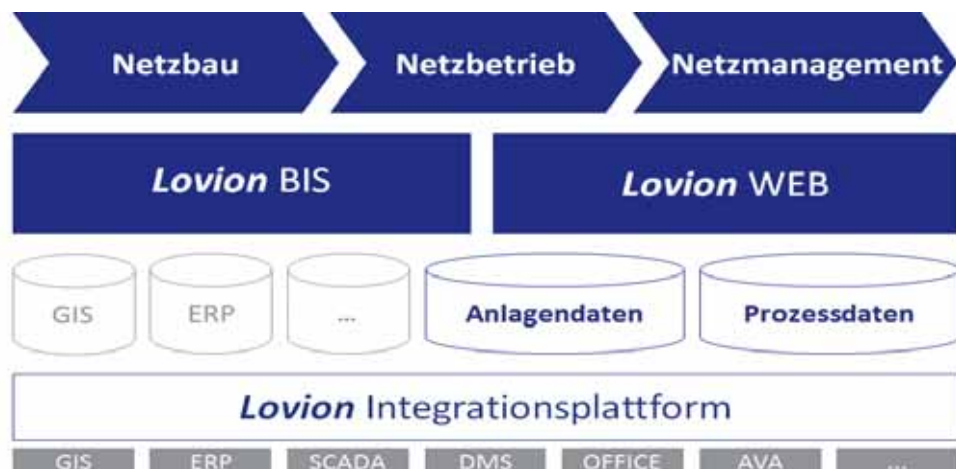 Netzbau Netzbetrieb Netzmanagement
Lovion BIS Lovion WEB
GIS ERP ... Anlagendaten Prozessdaten
Lovion Integrationsplattform
GIS ERP SCADA DMS OFFICE AVA ...